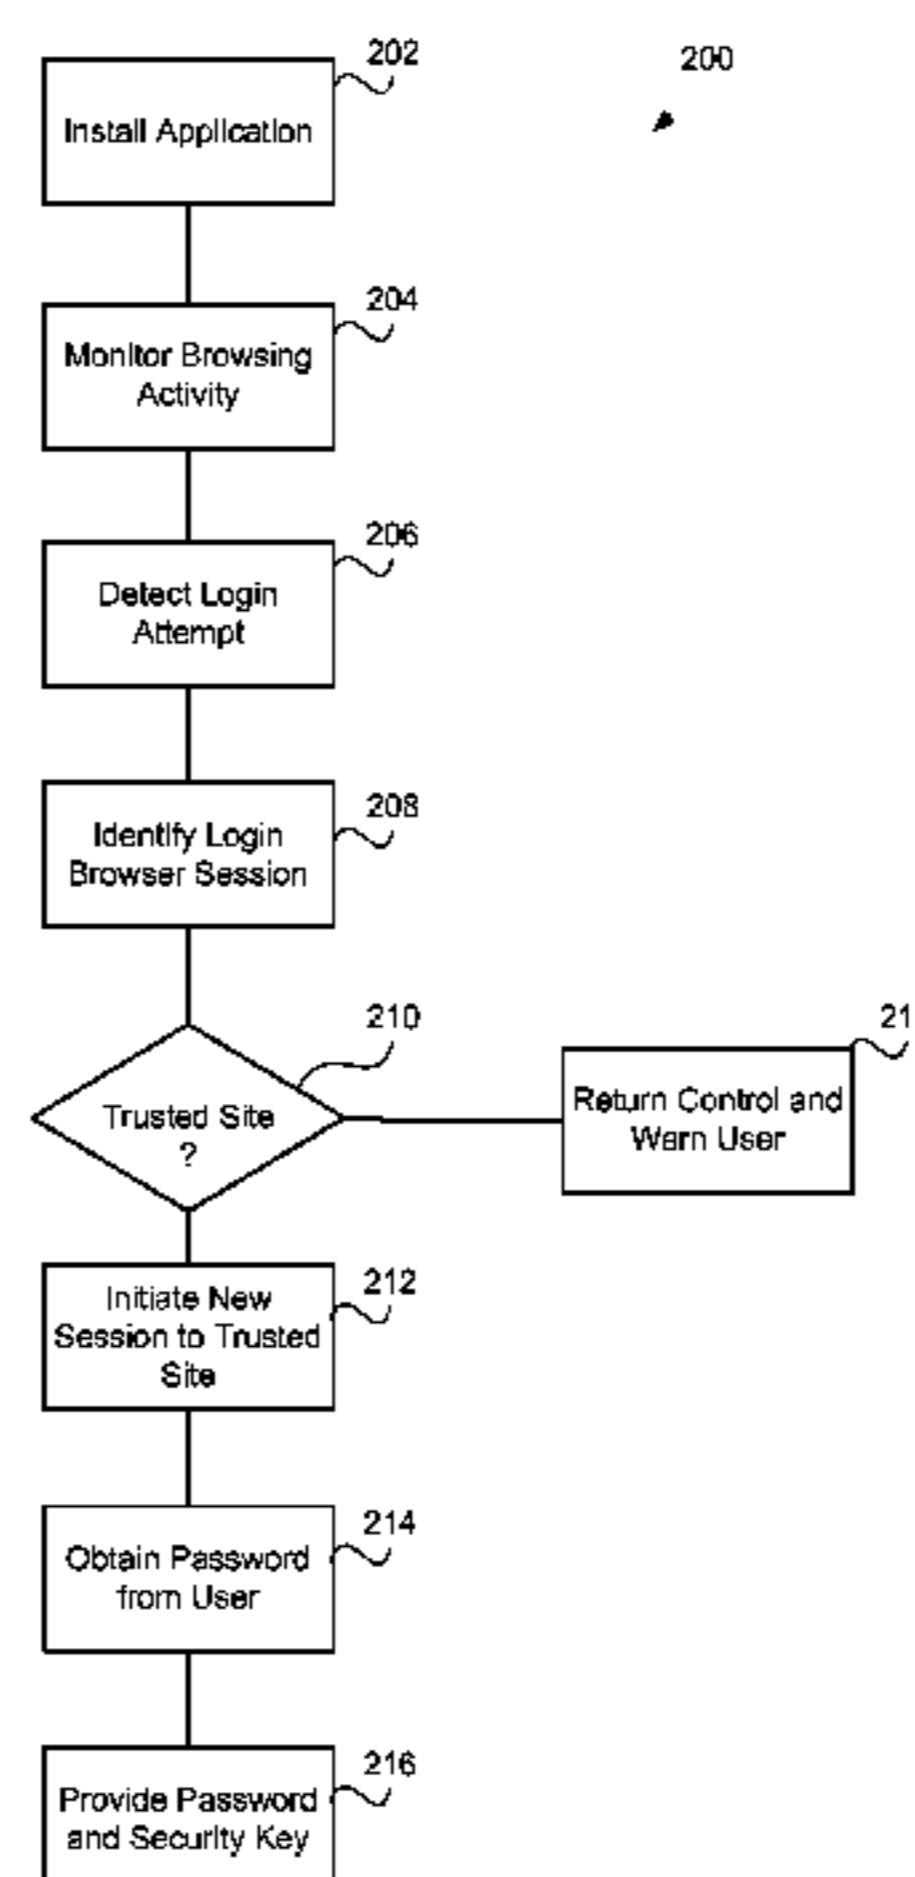 202
200
Install Application
204
Monitor Browsing
Activity
206
Detect Login
Attempt
208
Identify Login
Browser Session
210
21
Trusted Site
?
Return Control and
Warn User
212
Initiate New
Session to Trusted
Site
214
Obtain Password
from User
216
Provide Password
and Security Key